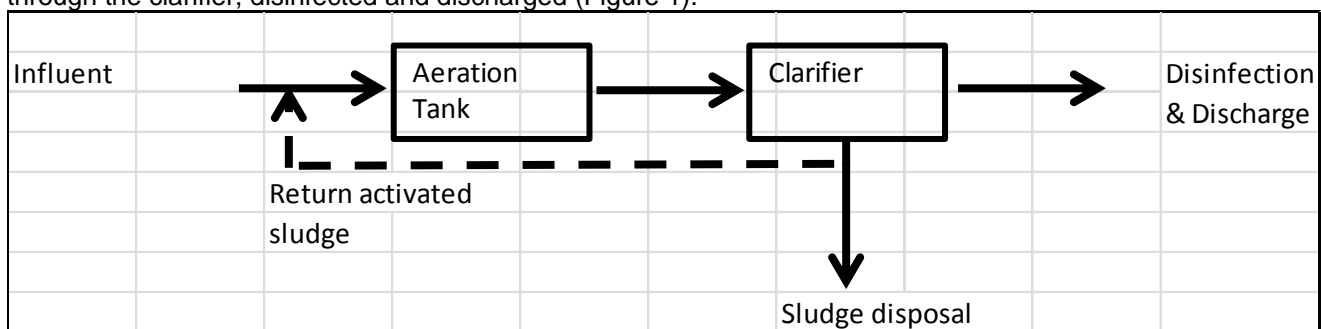 through the clarifier, disinfected and discharged (Figure 1).
Influent
Aeration
Tank
Clarifier
Disinfection
& Discharge
Return activated
sludge
Sludge disposal